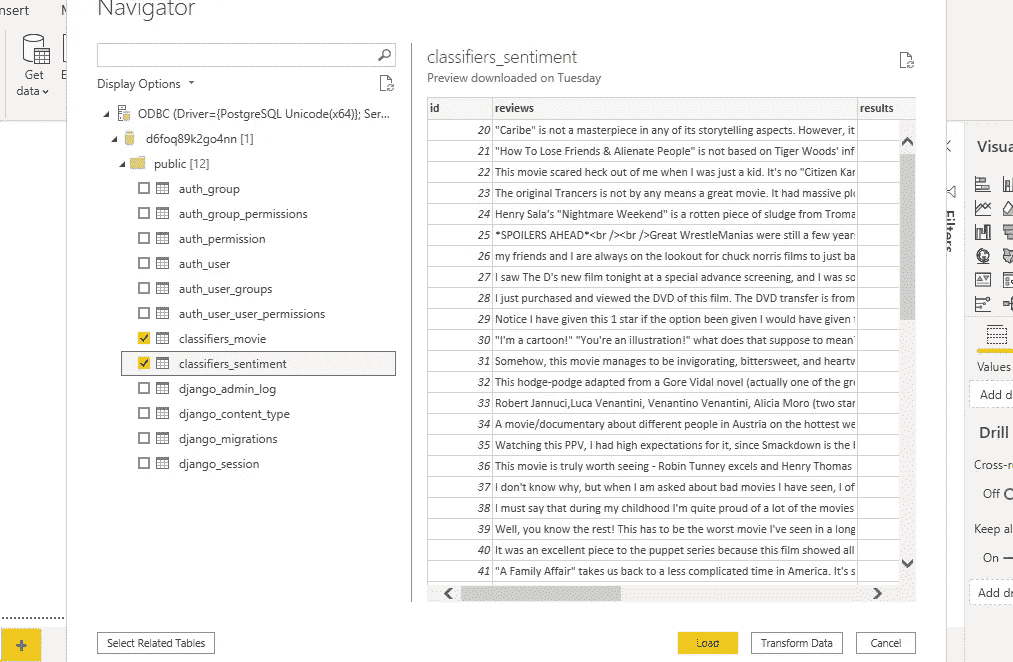 nsert
Navigator
Get
data
Display Options
ODBC (Driver={PostgreSQL Unicode(x64)}; Ser...
d6foq89k2go4nn [1]
public [12]
auth_group
auth_group_permissions
auth_permission
auth_user
auth_user_groups
auth_user_user_permissions
classifiers_movie
classifiers_sentiment
django_admin_log
django_content_type
django_migrations
django_session
classifiers_sentiment
Preview downloaded on Tuesday
id reviews results
20 "Caribe" is not a masterpiece in any of its storytelling aspects. However, it
21 "How To Lose Friends & Alienate People" is not based on Tiger Woods' inf
22 This movie scared heck out of me when I was just a kid. It's no "Citizen Kar
23 The original Trancers is not by any means a great movie. It had massive plo
24 Henry Sala's "Nightmare Weekend" is a rotten piece of sludge from Troma
25 *SPOILERS AHEAD*<br /><br />Great WrestleManias were still a few year
26 my friends and I are always on the lookout for chuck norris films to just ba
27 I saw The D's new film tonight at a special advance screening, and I was so
28 I just purchased and viewed the DVD of this film. The DVD transfer is from
29 Notice I have given this 1 star if the option been given I would have given
30 "I'm a cartoon!" "You're an illustration!" what does that suppose to mean
31 Somehow, this movie manages to be invigorating, bittersweet, and heartw
32 This hodge-podge adapted from a Gore Vidal novel (actually one of the gre
33 Robert Jannuci,Luca Venantini, Venantino Venantini, Alicia Moro (two star
34 A movie/documentary about different people in Austria on the hottest we
35 Watching this PPV, I had high expectations for it, since Smackdown is the
36 This movie is truly worth seeing - Robin Tunney excels and Henry Thomas
37 I don't know why, but when I am asked about bad movies I have seen, I of
38 I must say that during my childhood I'm quite proud of a lot of the movies
39 Well, you know the rest! This has to be the worst movie I've seen in a long
40 It was an excellent piece to the puppet series because this film showed all
41 "A Family Affair" takes us back to a less complicated time in America. It's s
Select Related Tables
Load
Transform Data
Cancel
Filters
Visua
Values
Add d
Drill
Cross-r
Off
Keep al
On
Add dr